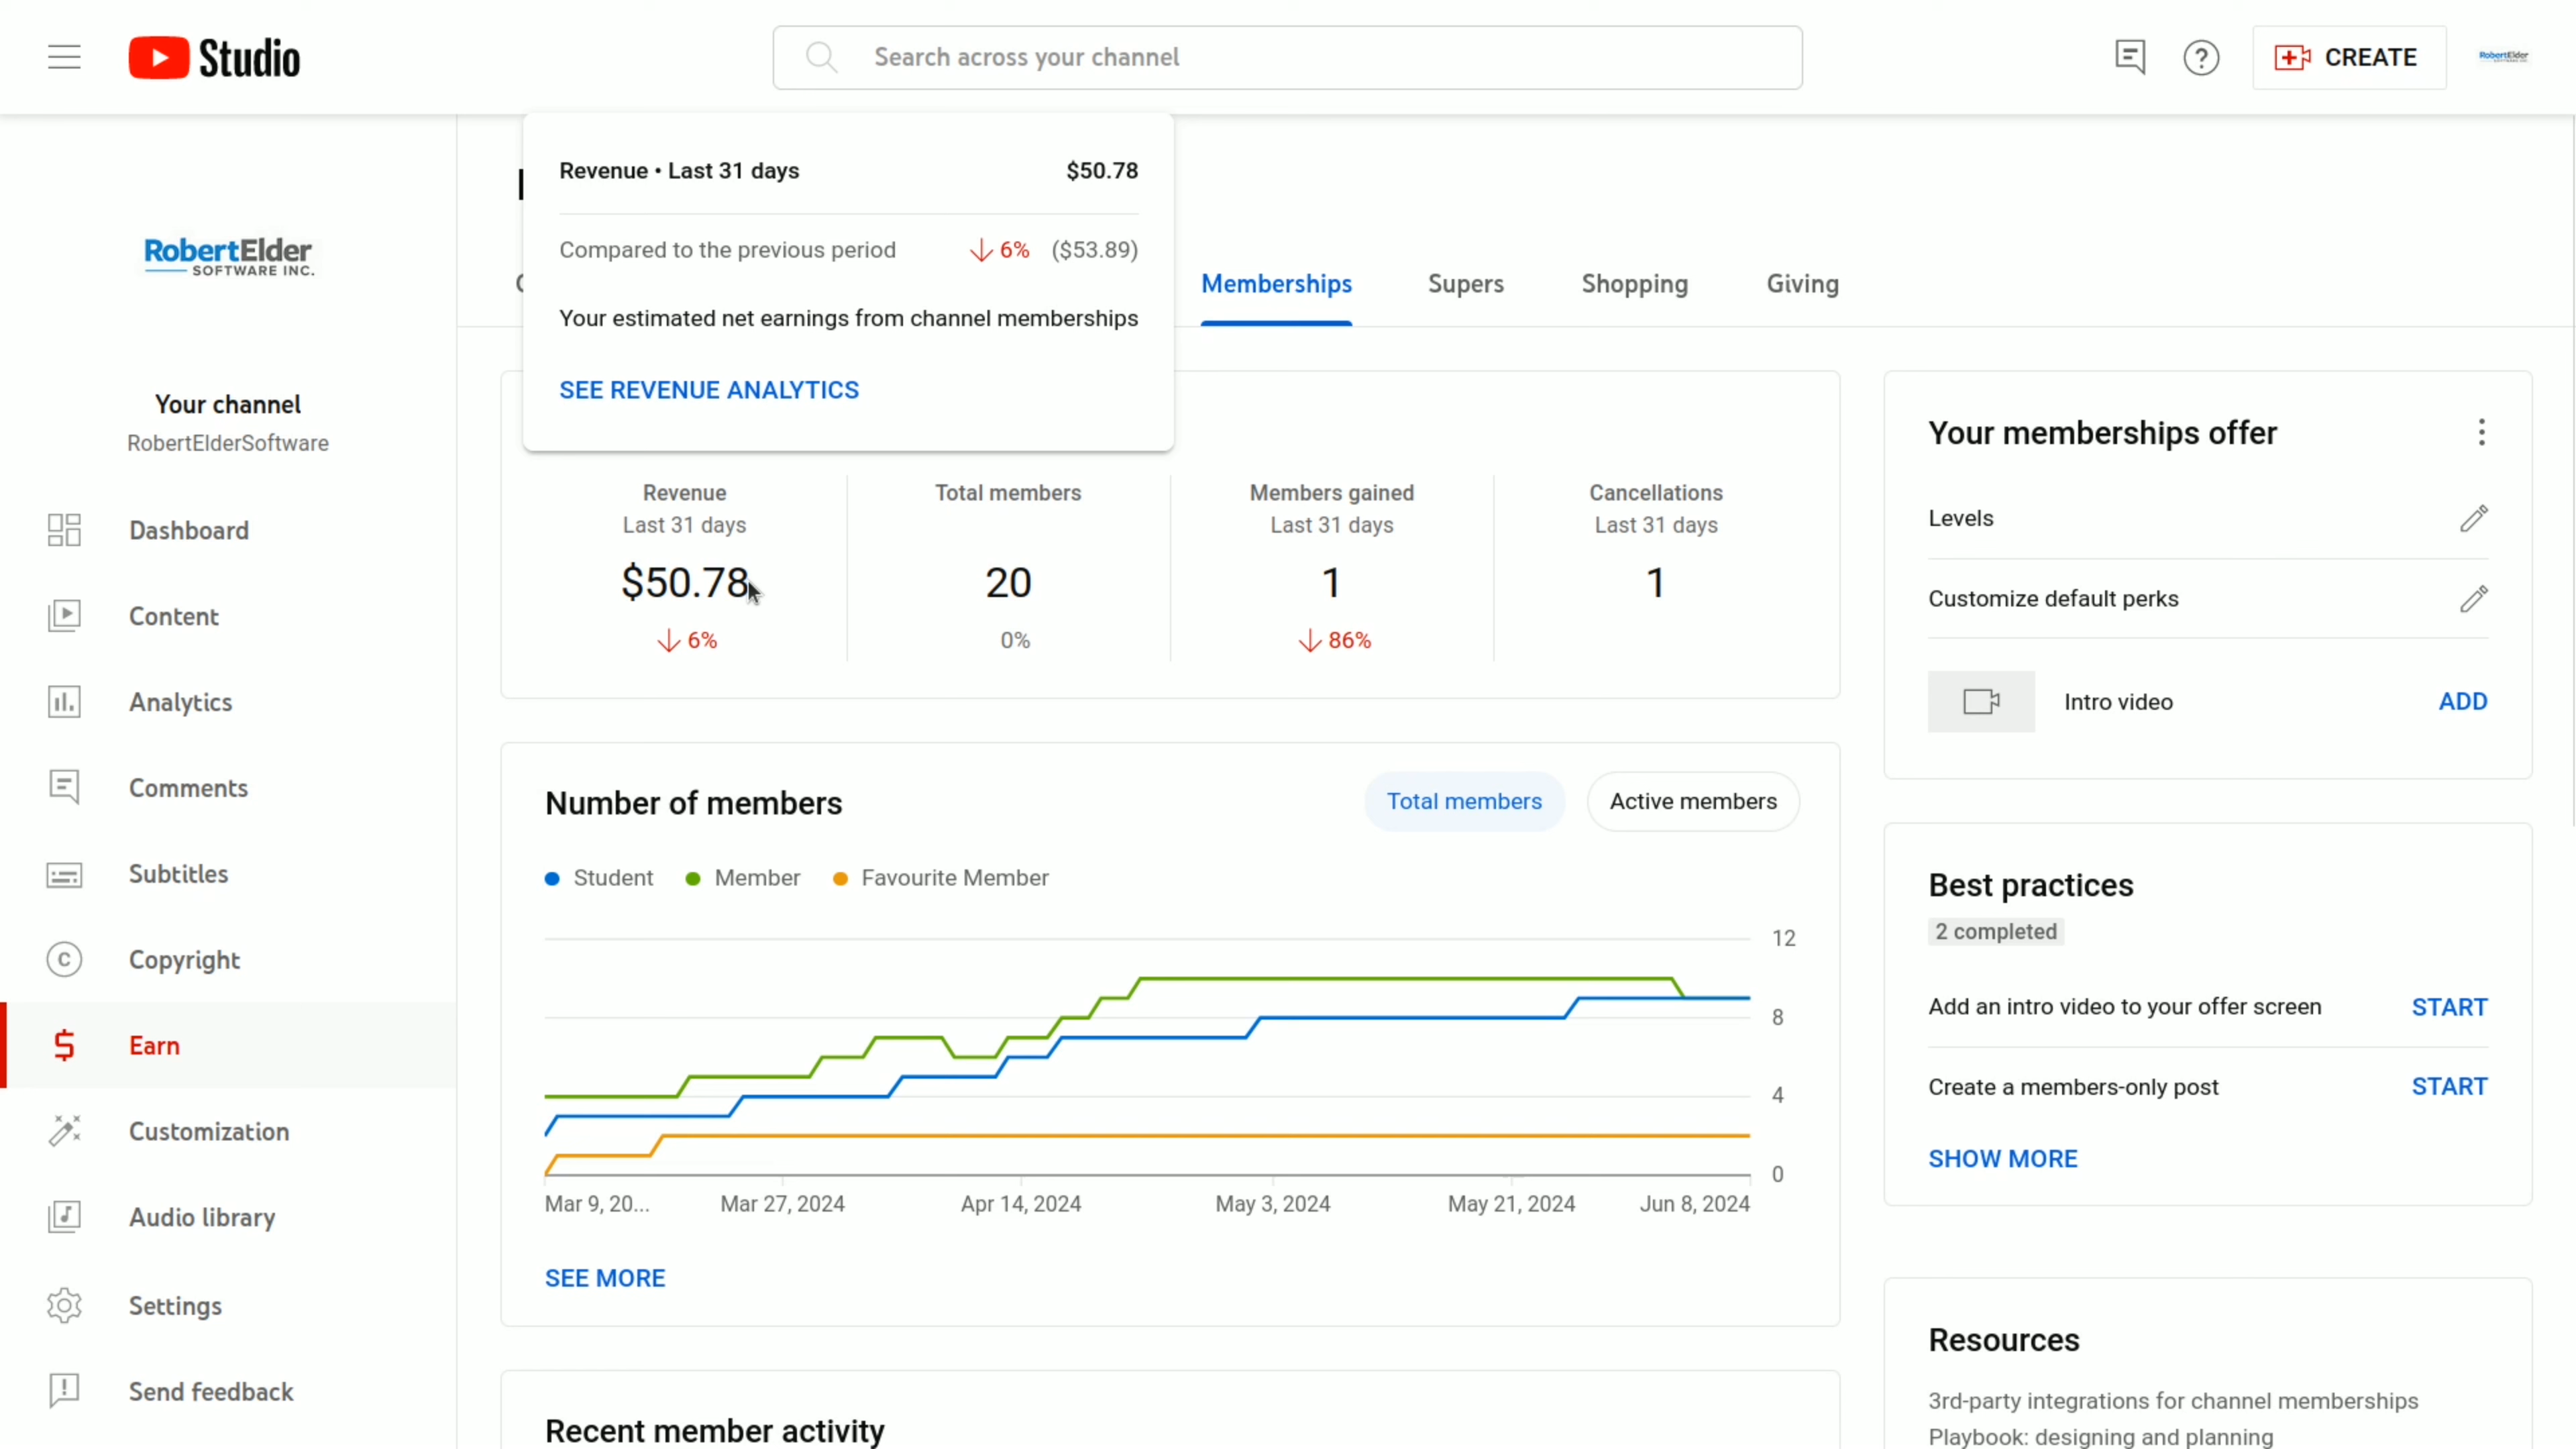 Studio
Search across your channel
CREATE
RobertElder
RobertElder
SOFTWARE INC.
Your channel
RobertElderSoftware
Dashboard
Content
Analytics
Comments
Subtitles
Copyright
Earn
Customization
Audio library
Settings
Send feedback
Revenue • Last 31 days $50.78
Compared to the previous period 6% ($53.89)
Your estimated net earnings from channel memberships
SEE REVENUE ANALYTICS
Memberships Supers Shopping Giving
Revenue
Last 31 days
$50.78
6%
Total members
20
0%
Members gained
Last 31 days
1
86%
Cancellations
Last 31 days
1
Number of members
Total members Active members
Student Member Favourite Member
12
8
4
0
Mar 9, 20... Mar 27, 2024 Apr 14, 2024 May 3, 2024 May 21, 2024 Jun 8, 2024
SEE MORE
Recent member activity
Your memberships offer
Levels
Customize default perks
Intro video ADD
Best practices
2 completed
Add an intro video to your offer screen START
Create a members-only post START
SHOW MORE
Resources
3rd-party integrations for channel memberships
Playbook: designing and planning